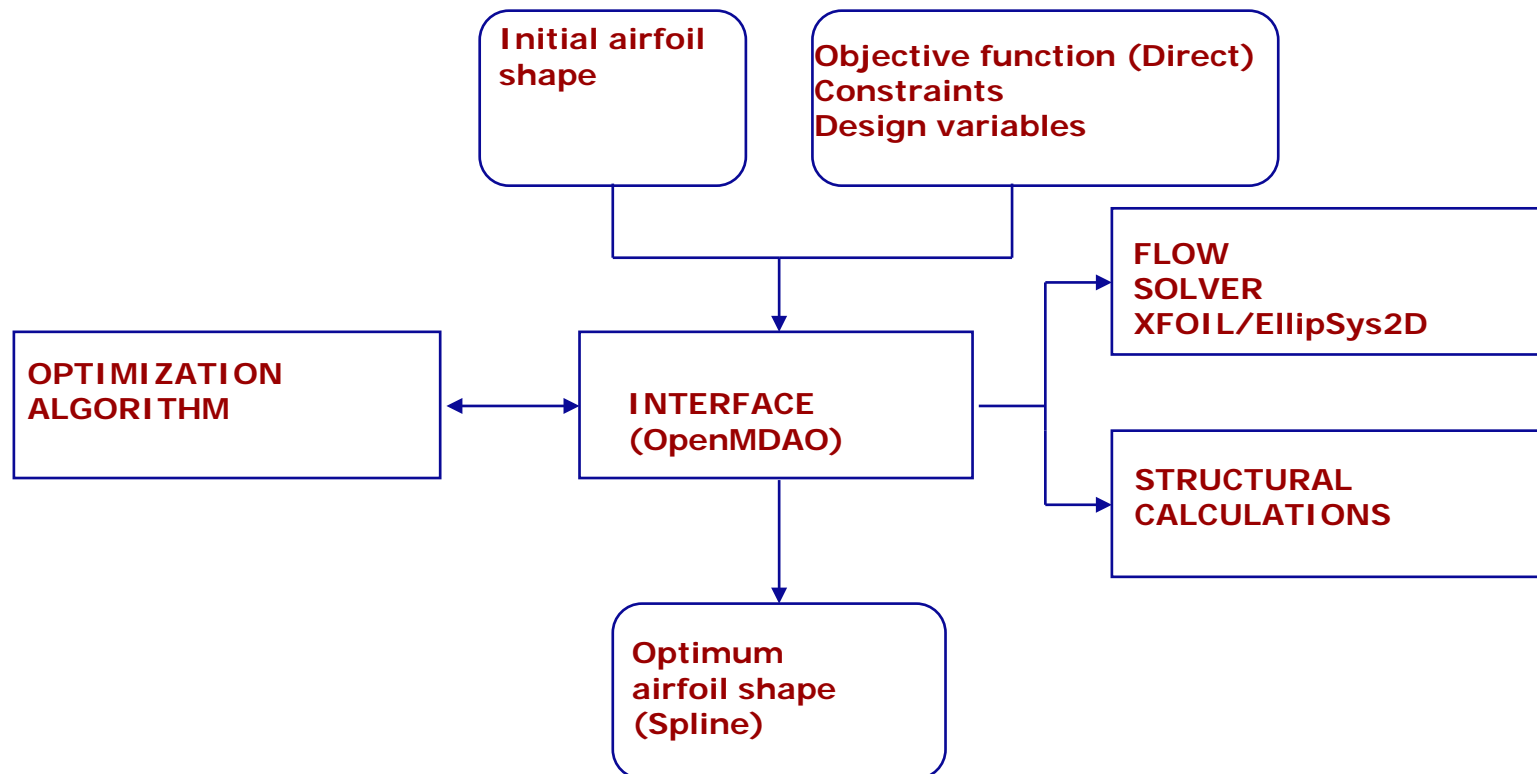 Initial airfoil
shape
Objective function (Direct)
Constraints
Design variables
FLOW
SOLVER
XFOIL/EllipSys2D
OPTIMIZATION
ALGORITHM
INTERFACE
(OpenMDAO)
STRUCTURAL
CALCULATIONS
Optimum
airfoil shape
(Spline)